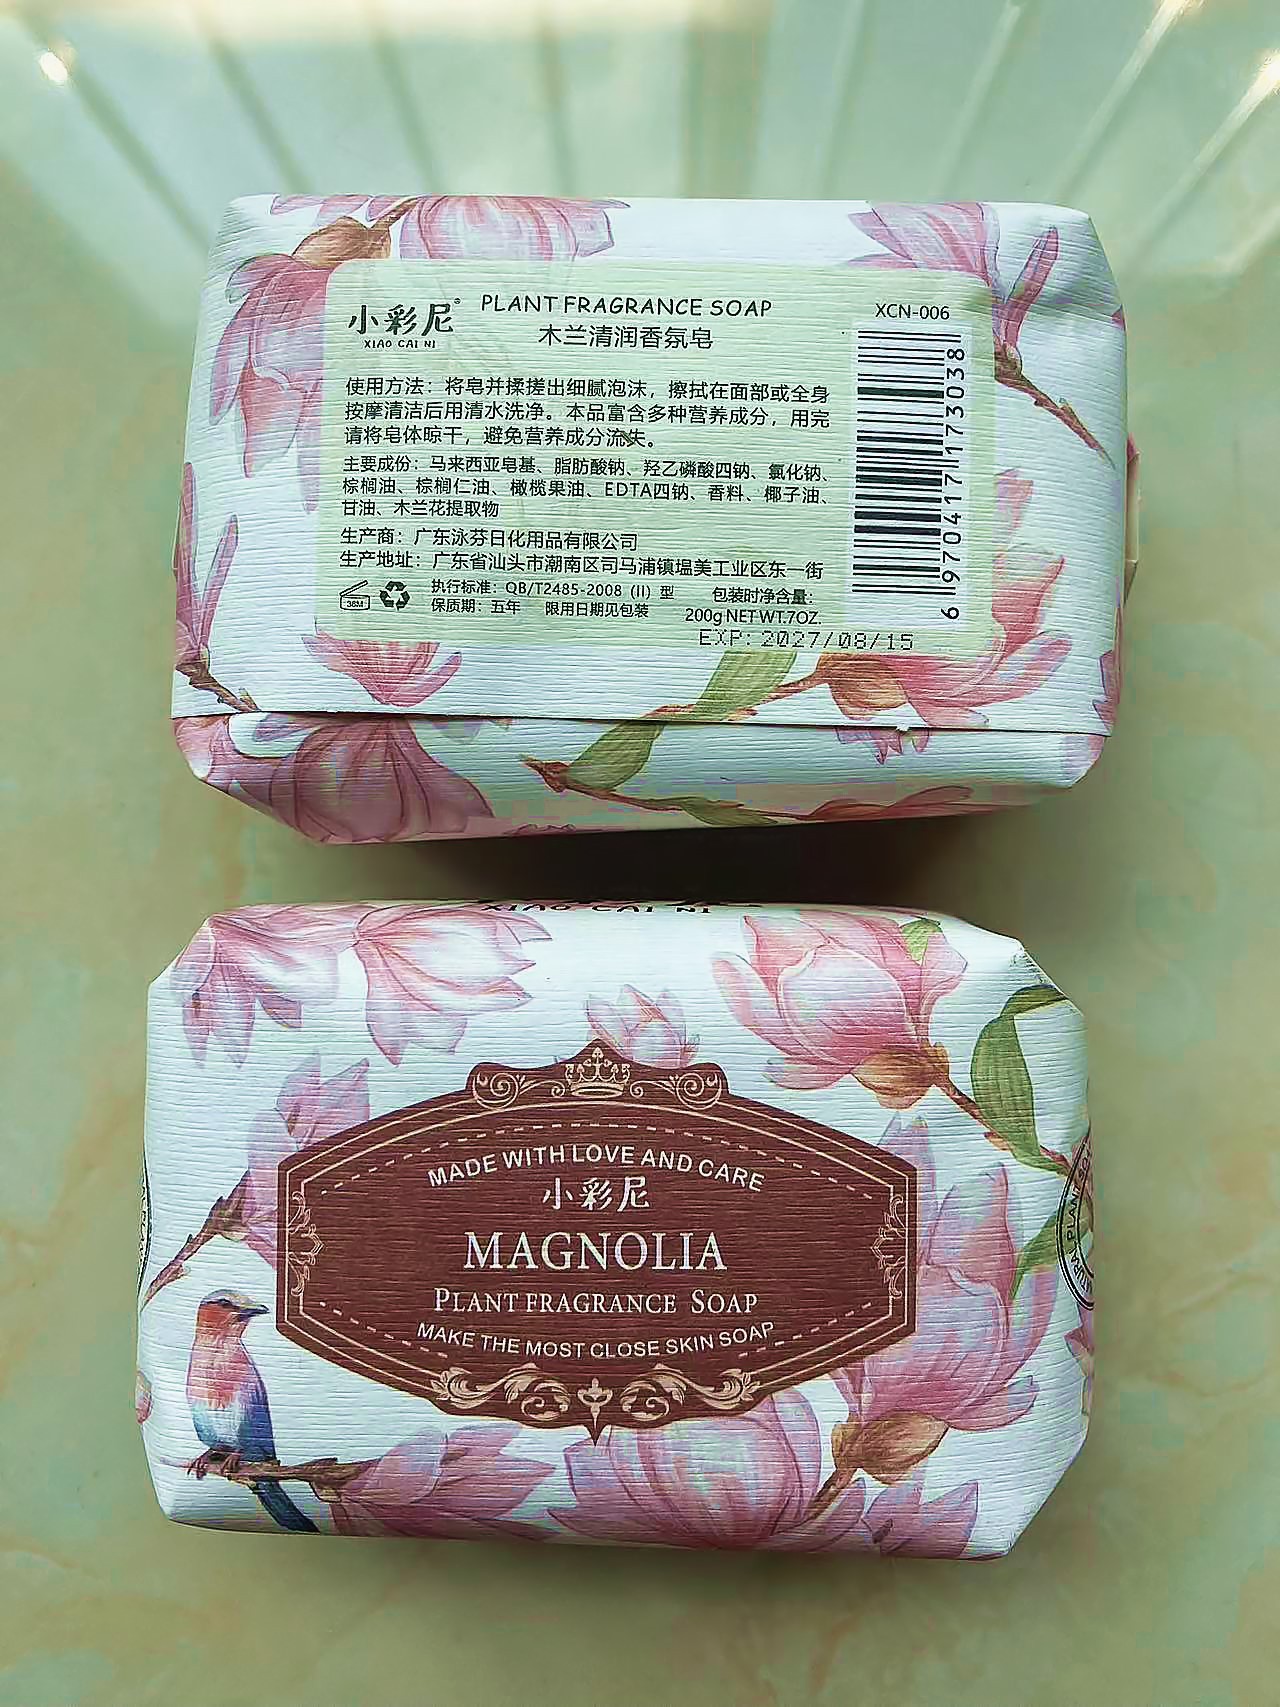 小彩尼®
XIAO CAI NI
PLANT FRAGRANCE SOAP
木兰清润香氛皂
XCN-006
使用方法：将皂并揉搓出细腻泡沫，擦拭在面部或全身
按摩清洁后用清水洗净。本品富含多种营养成分，用完
请将皂体晾干，避免营养成分流失。
主要成份：马来西亚皂基、脂肪酸钠、羟乙磷酸四钠、氯化钠、
棕榈油、棕榈仁油、橄榄果油、EDTA四钠、香料、椰子油、
甘油、木兰花提取物
生产商：广东泳芬日化用品有限公司
生产地址：广东省汕头市潮南区司马浦镇塭美工业区东一街
36M
执行标准：QB/T2485-2008 (II) 型
保质期：五年 限用日期见包装
包装时净含量：
200g NET WT.7OZ.
EXP: 2027/08/15
6 970417 173038
XIAO CAI NI
MADE WITH LOVE AND CARE
小彩尼
MAGNOLIA
PLANT FRAGRANCE SOAP
MAKE THE MOST CLOSE SKIN SOAP